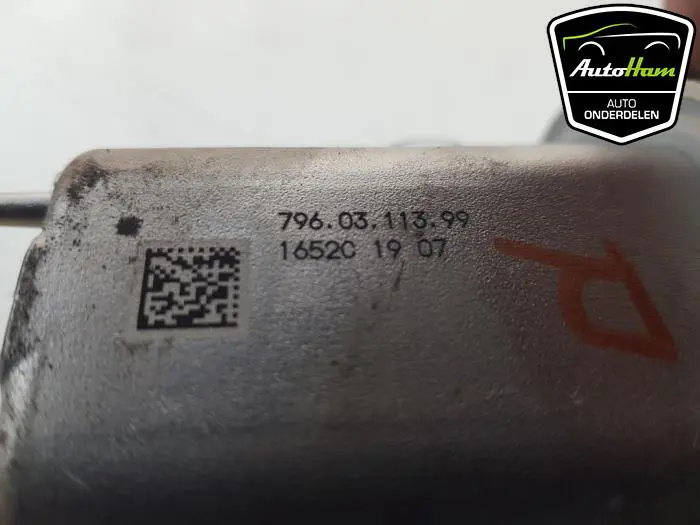 AutoHam
AUTO
ONDERDELEN
796.03.113.99
1652C 19 07
R